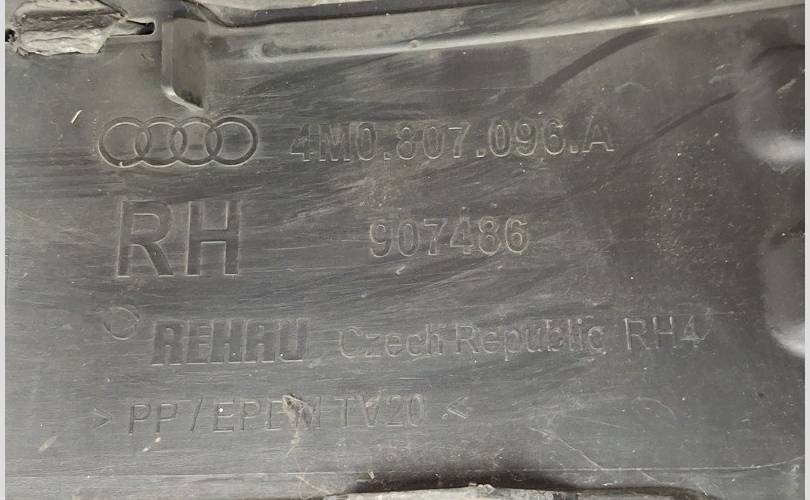 4M0.807.096.A
RH 907486
REHAU Czech Republic RH4
> PP/EPDM-TV20 <